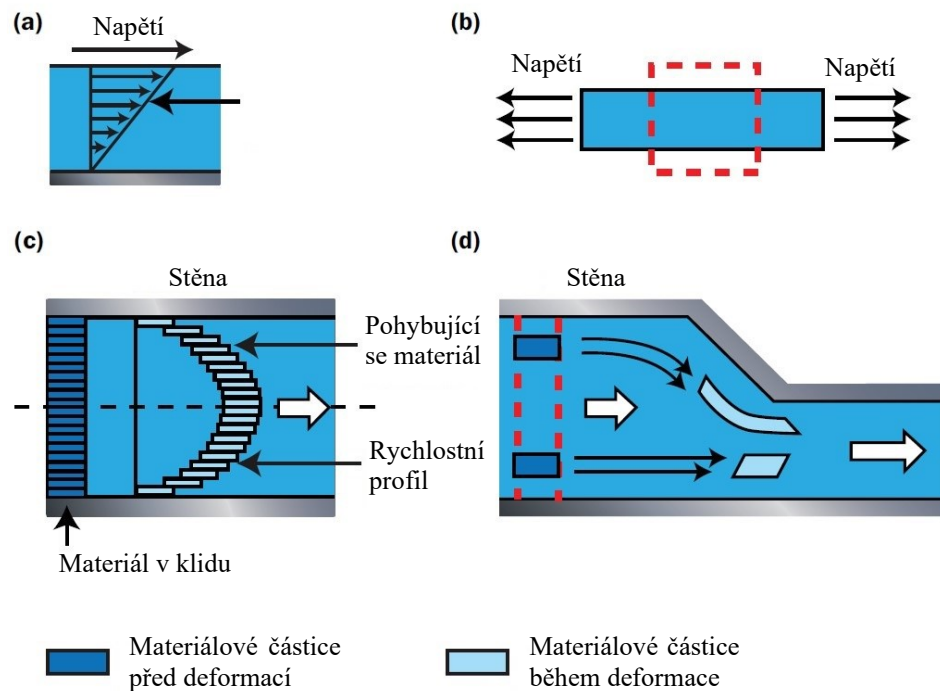 (a)
Napětí
(b)
Napětí
Napětí
(c)
Stěna
Pohybující
se materiál
Rychlostní
profil
Materiál v klidu
(d)
Stěna
Materiálové částice
před deformací
Materiálové částice
během deformace